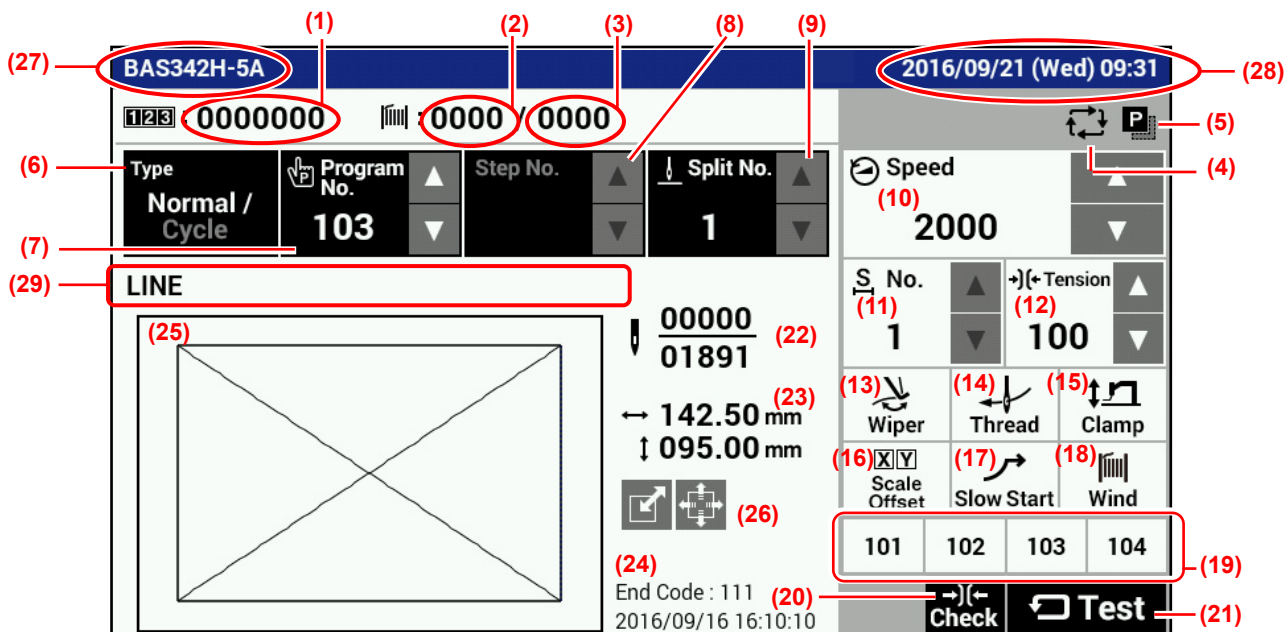 (1) (2) (3) (8) (9)
(27) BAS342H-5A 2016/09/21 (Wed) 09:31 (28)
123 : 0000000 : 0000 / 0000 P (5)
(6) Type Program No. Step No. Split No. Speed (4)
Normal / Cycle P 103 1 (10) 2000
(7)
(29) LINE S No. Tension
(25) 00000 (22) (11) (12)
01891 1 100
(23) (13) (14) (15)
142.50 mm Wiper Thread Clamp
095.00 mm (16) (17) (18)
X Y
Scale Offset Slow Start Wind
(26)
101 102 103 104 (19)
(24)
End Code : 111 (20) Check Test (21)
2016/09/16 16:10:10